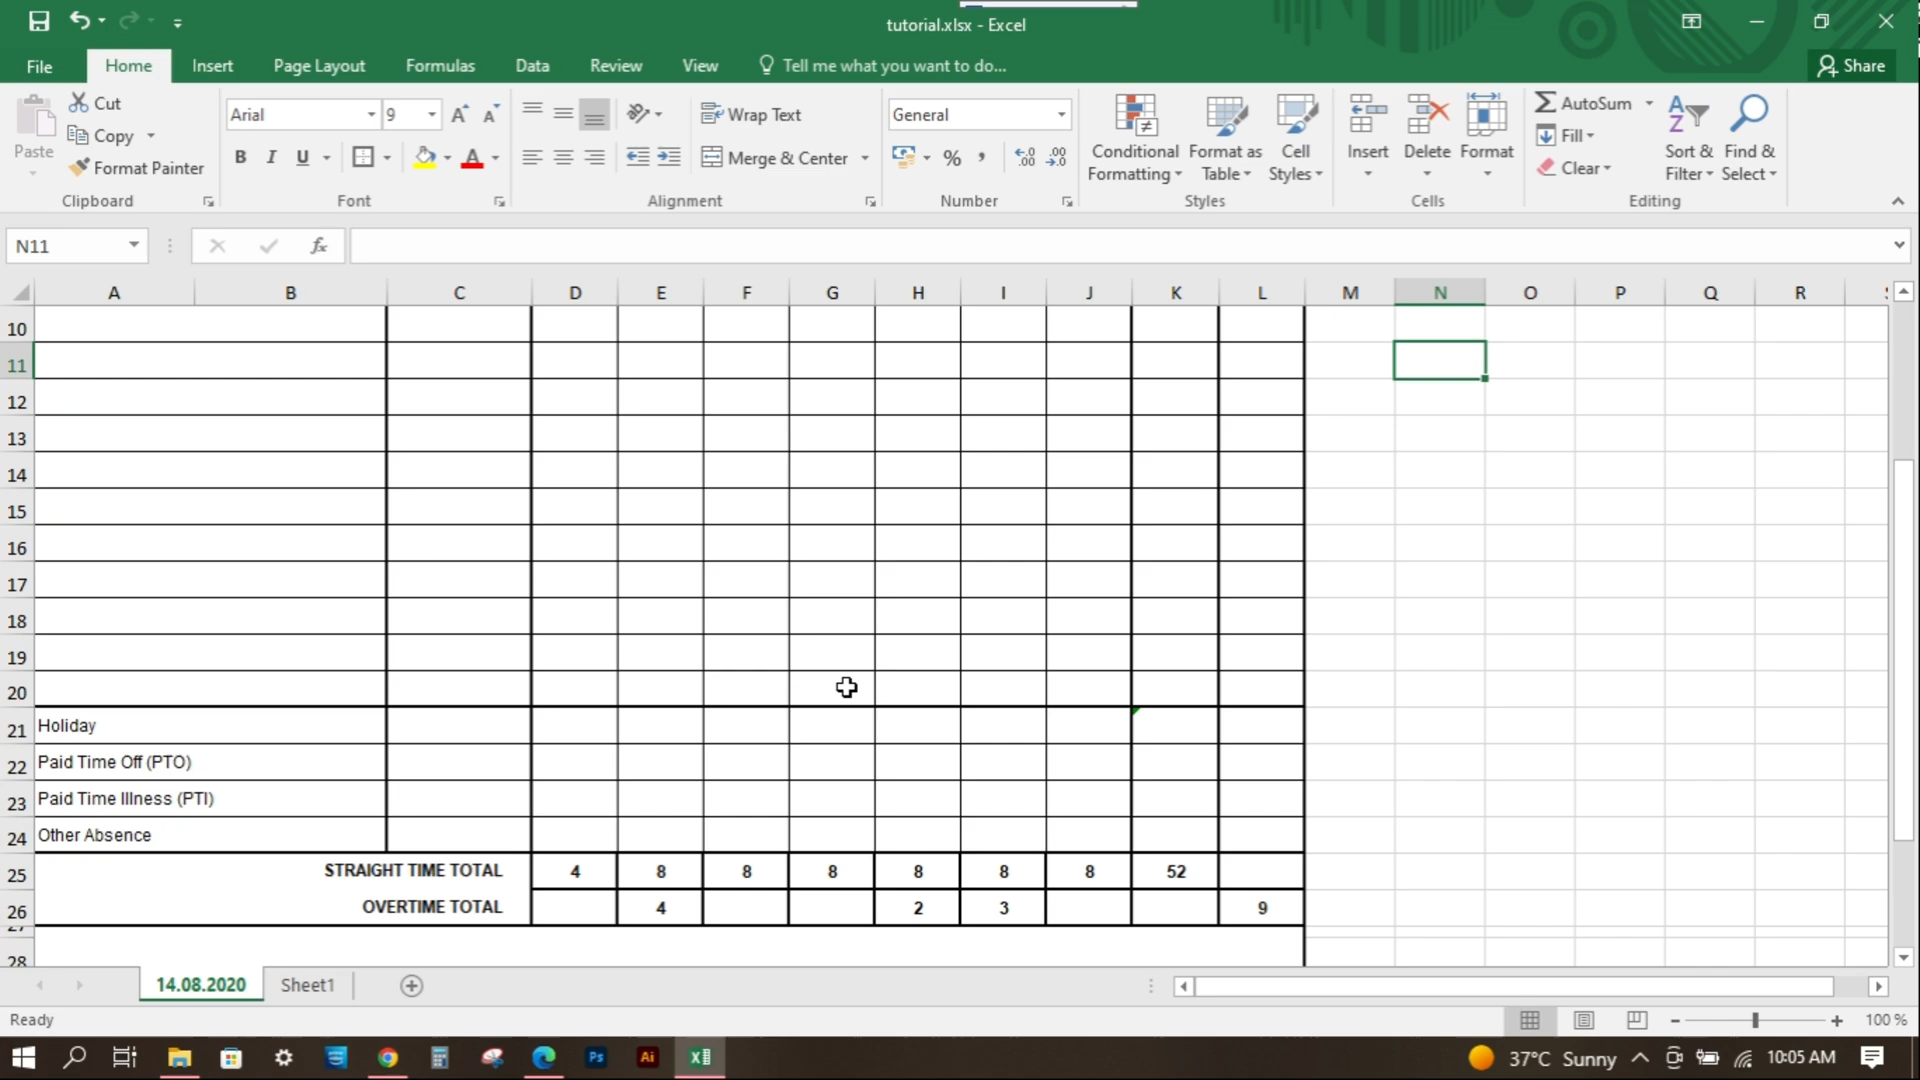 tutorial.xlsx - Excel
File Home Insert Page Layout Formulas Data Review View Tell me what you want to do... Share
Paste Cut Copy Format Painter
Clipboard
Arial 9
B I U A
Font
Wrap Text
Merge & Center
Alignment
General
%
Number
Conditional Formatting Format as Table Cell Styles
Styles
Insert Delete Format
Cells
AutoSum
Fill
Clear
Sort & Filter Find & Select
Editing
N11 fx
A B C D E F G H I J K L M N O P Q R
10
11
12
13
14
15
16
17
18
19
20
21 Holiday
22 Paid Time Off (PTO)
23 Paid Time Illness (PTI)
24 Other Absence
25 STRAIGHT TIME TOTAL 4 8 8 8 8 8 8 52
26 OVERTIME TOTAL 4 2 3 9
27
28
14.08.2020 Sheet1
Ready 100 %
Ps Ai 37°C Sunny 10:05 AM